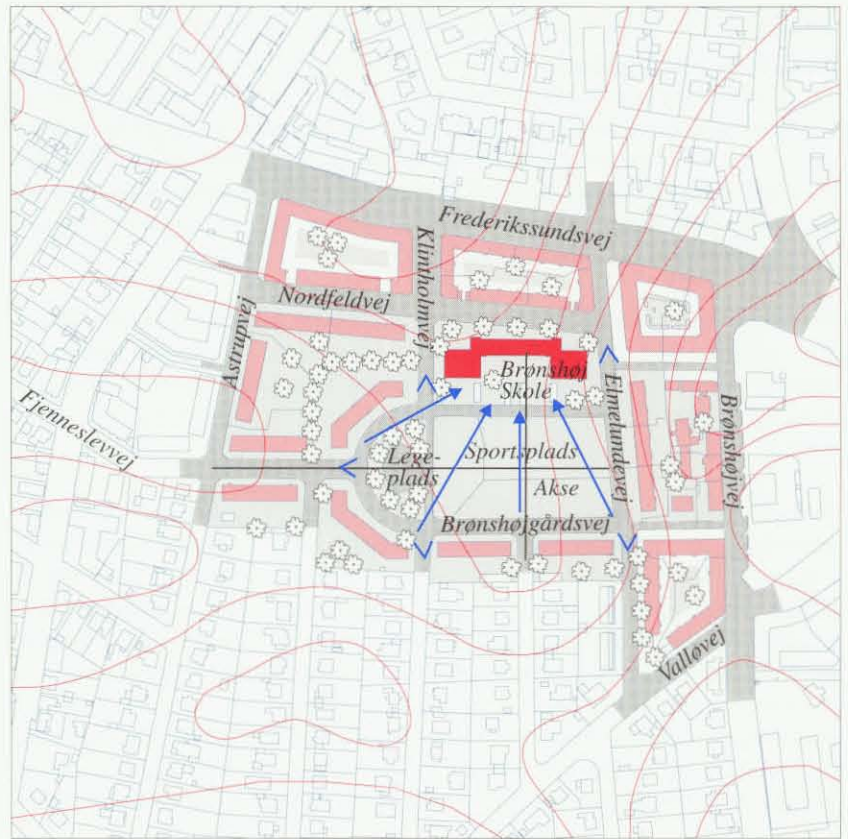 Frederikssundsvej
Klintholmvej
Nordfeldvej
Astrupvej
Fjenneslevvej
Brønshøj
Skole
Elmelundevej
Brønshøjvej
Lege-
plads
Sportsplads
Akse
Brønshøjgårdsvej
Valløvej